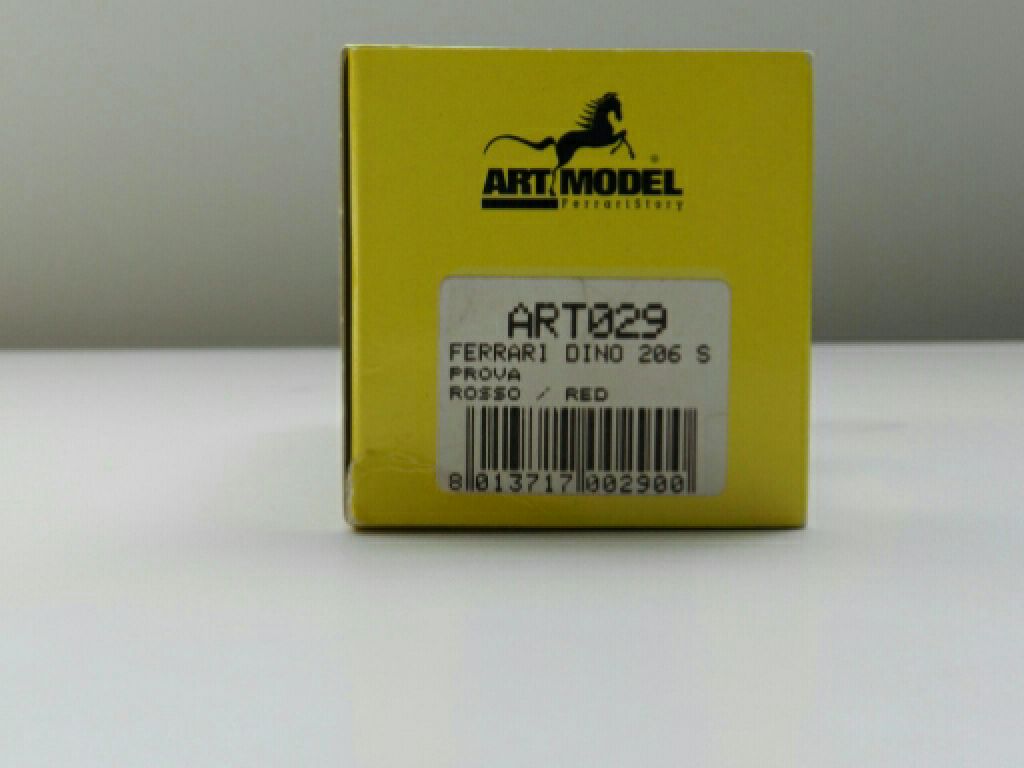 ART MODEL
FerrariStory
ART029
FERRARI DINO 206 S
PROVA
ROSSO / RED
8 013717 002900